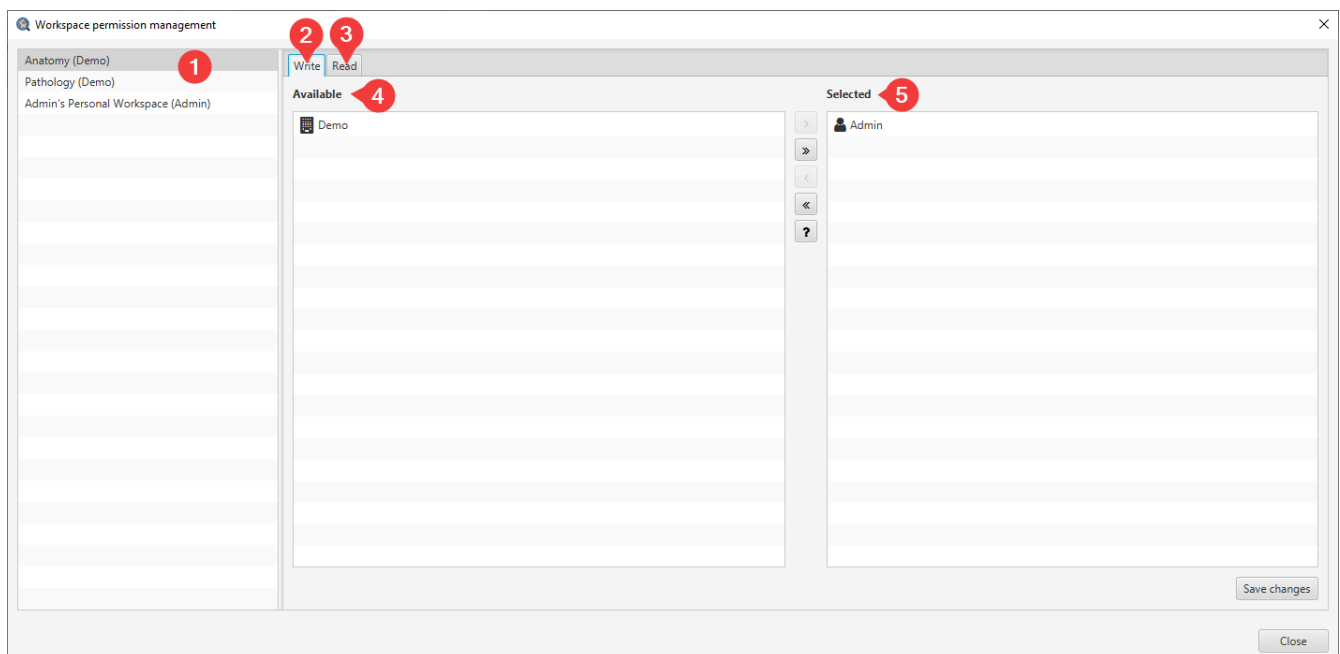 Workspace permission management
2 3
Anatomy (Demo)
1
Write Read
Pathology (Demo)
Available 4 Selected 5
Admin's Personal Workspace (Admin)
Demo > Admin
»
<
«
?
Save changes
Close